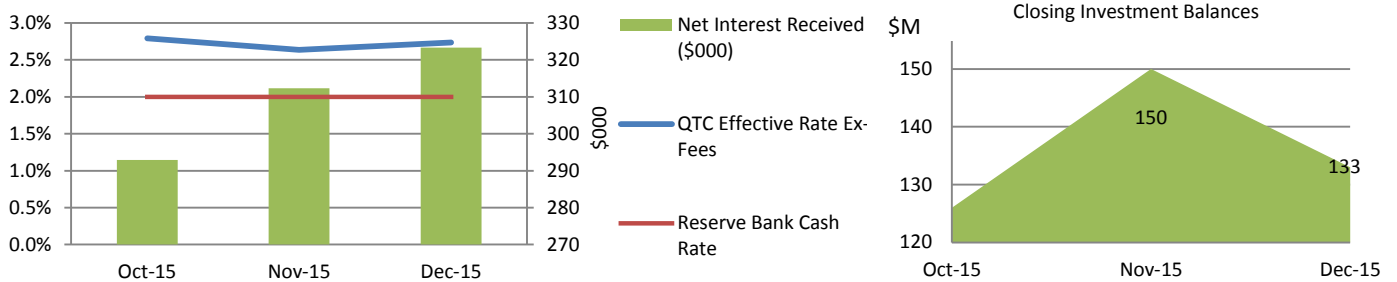 3.0%
2.5%
2.0%
1.5%
1.0%
0.5%
0.0%
330
320
310
300
290
280
270
$000
Oct-15
Nov-15
Dec-15
Net Interest Received
($000)
QTC Effective Rate Ex-
Fees
Reserve Bank Cash
Rate
Closing Investment Balances
$M
150
140
130
120
150
133
Oct-15
Nov-15
Dec-15